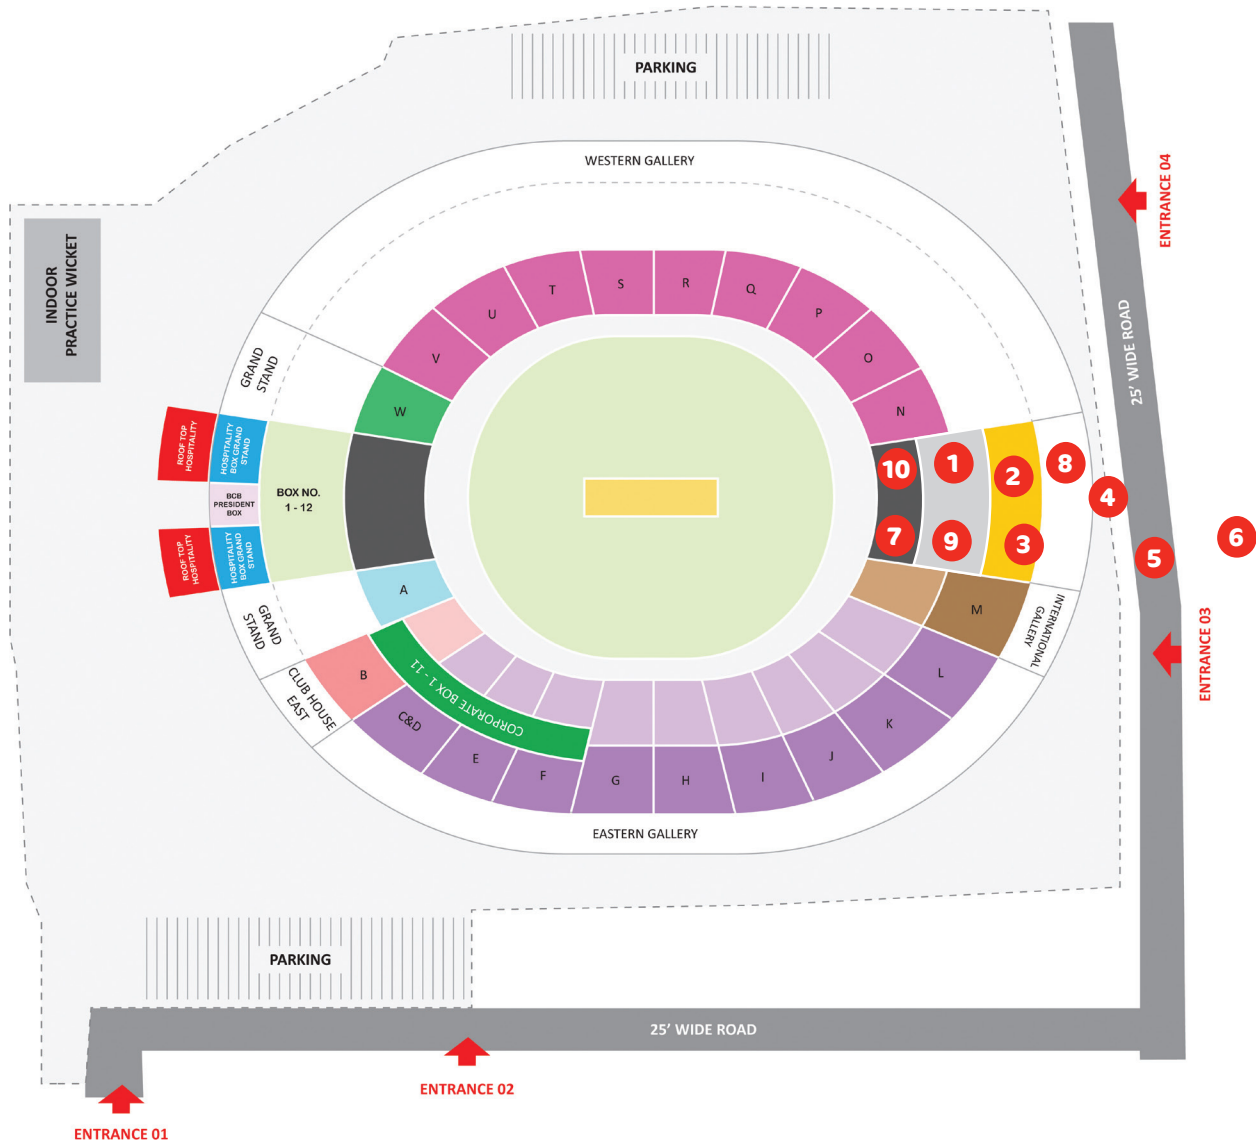 PARKING
WESTERN GALLERY
ENTRANCE 04
INDOOR
PRACTICE WICKET
25' WIDE ROAD
GRAND
STAND
U
T
S
R
Q
P
V
O
W
N
ROOF TOP
HOSPITALITY
HOSPITALITY
BOX GRAND
STAND
BCB
PRESIDENT
BOX
BOX NO.
1 - 12
ROOF TOP
HOSPITALITY
HOSPITALITY
BOX GRAND
STAND
10
1
2
8
4
7
9
3
5
6
A
M
INTERNATIONAL
GALLERY
ENTRANCE 03
GRAND
STAND
CLUB HOUSE
EAST
B
CORPORATE BOX 1 - 11
C&D
E
F
G
H
I
J
K
L
EASTERN GALLERY
PARKING
25' WIDE ROAD
ENTRANCE 02
ENTRANCE 01